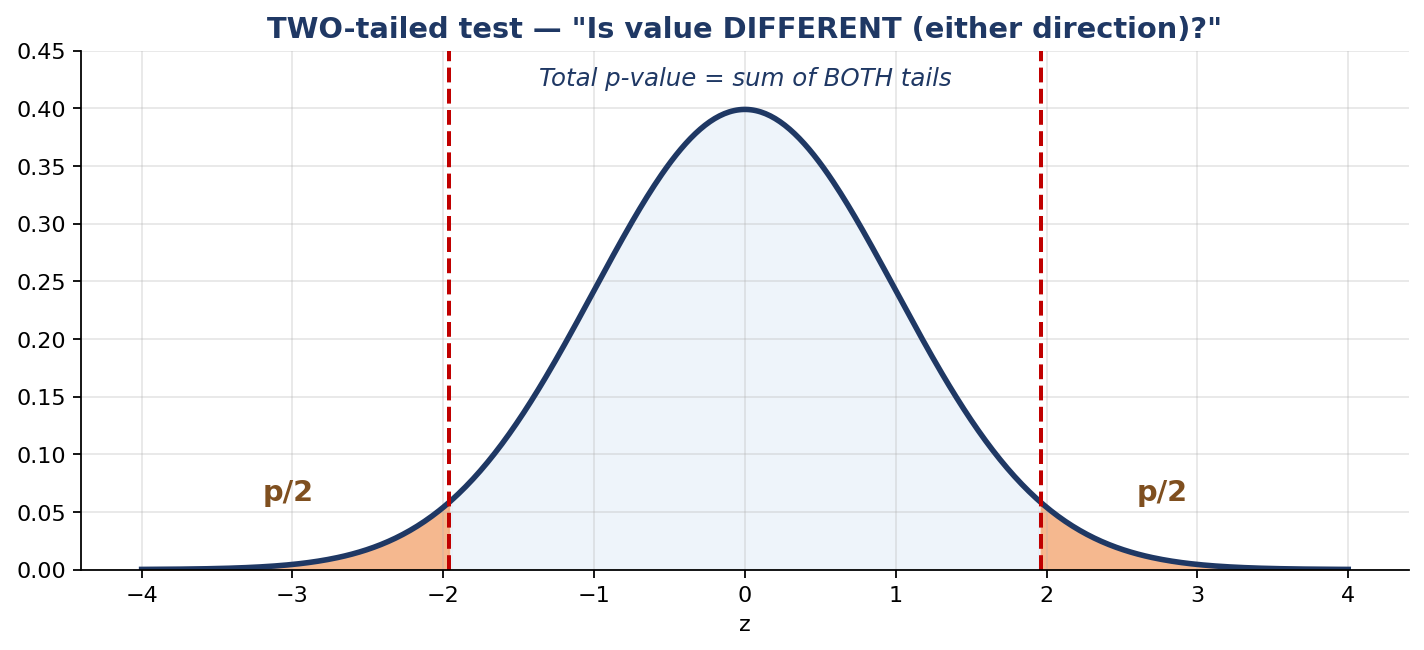 TWO-tailed test — "Is value DIFFERENT (either direction)?"
Total p-value = sum of BOTH tails
0.45
0.40
0.35
0.30
0.25
0.20
0.15
0.10
0.05
0.00
p/2
p/2
−4 −3 −2 −1 0 1 2 3 4
z